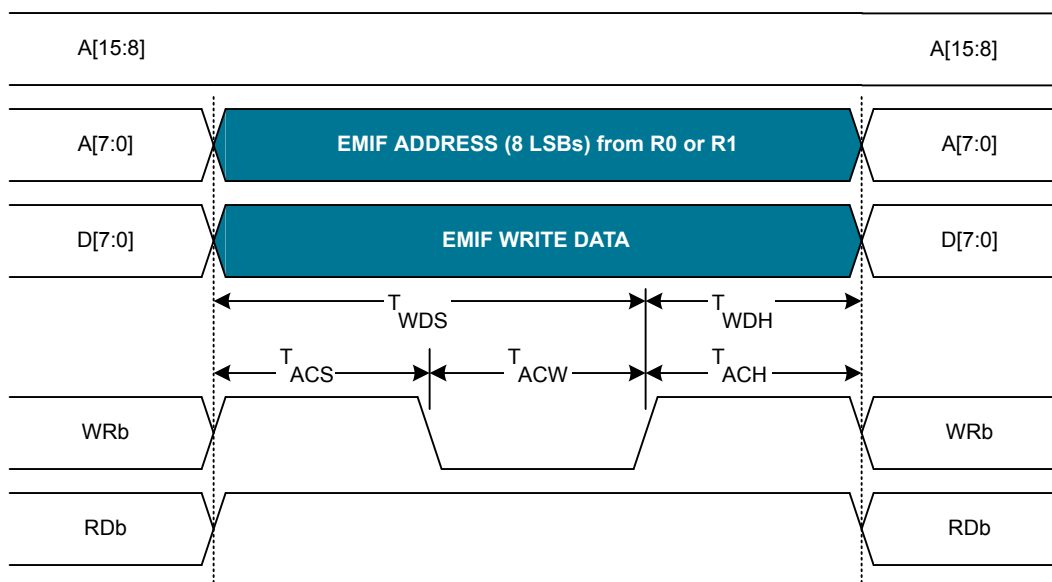 A[15:8] A[15:8]
A[7:0] EMIF ADDRESS (8 LSBs) from R0 or R1 A[7:0]
D[7:0] EMIF WRITE DATA D[7:0]
TWDS TWDH
TACS TACW TACH
WRb WRb
RDb RDb